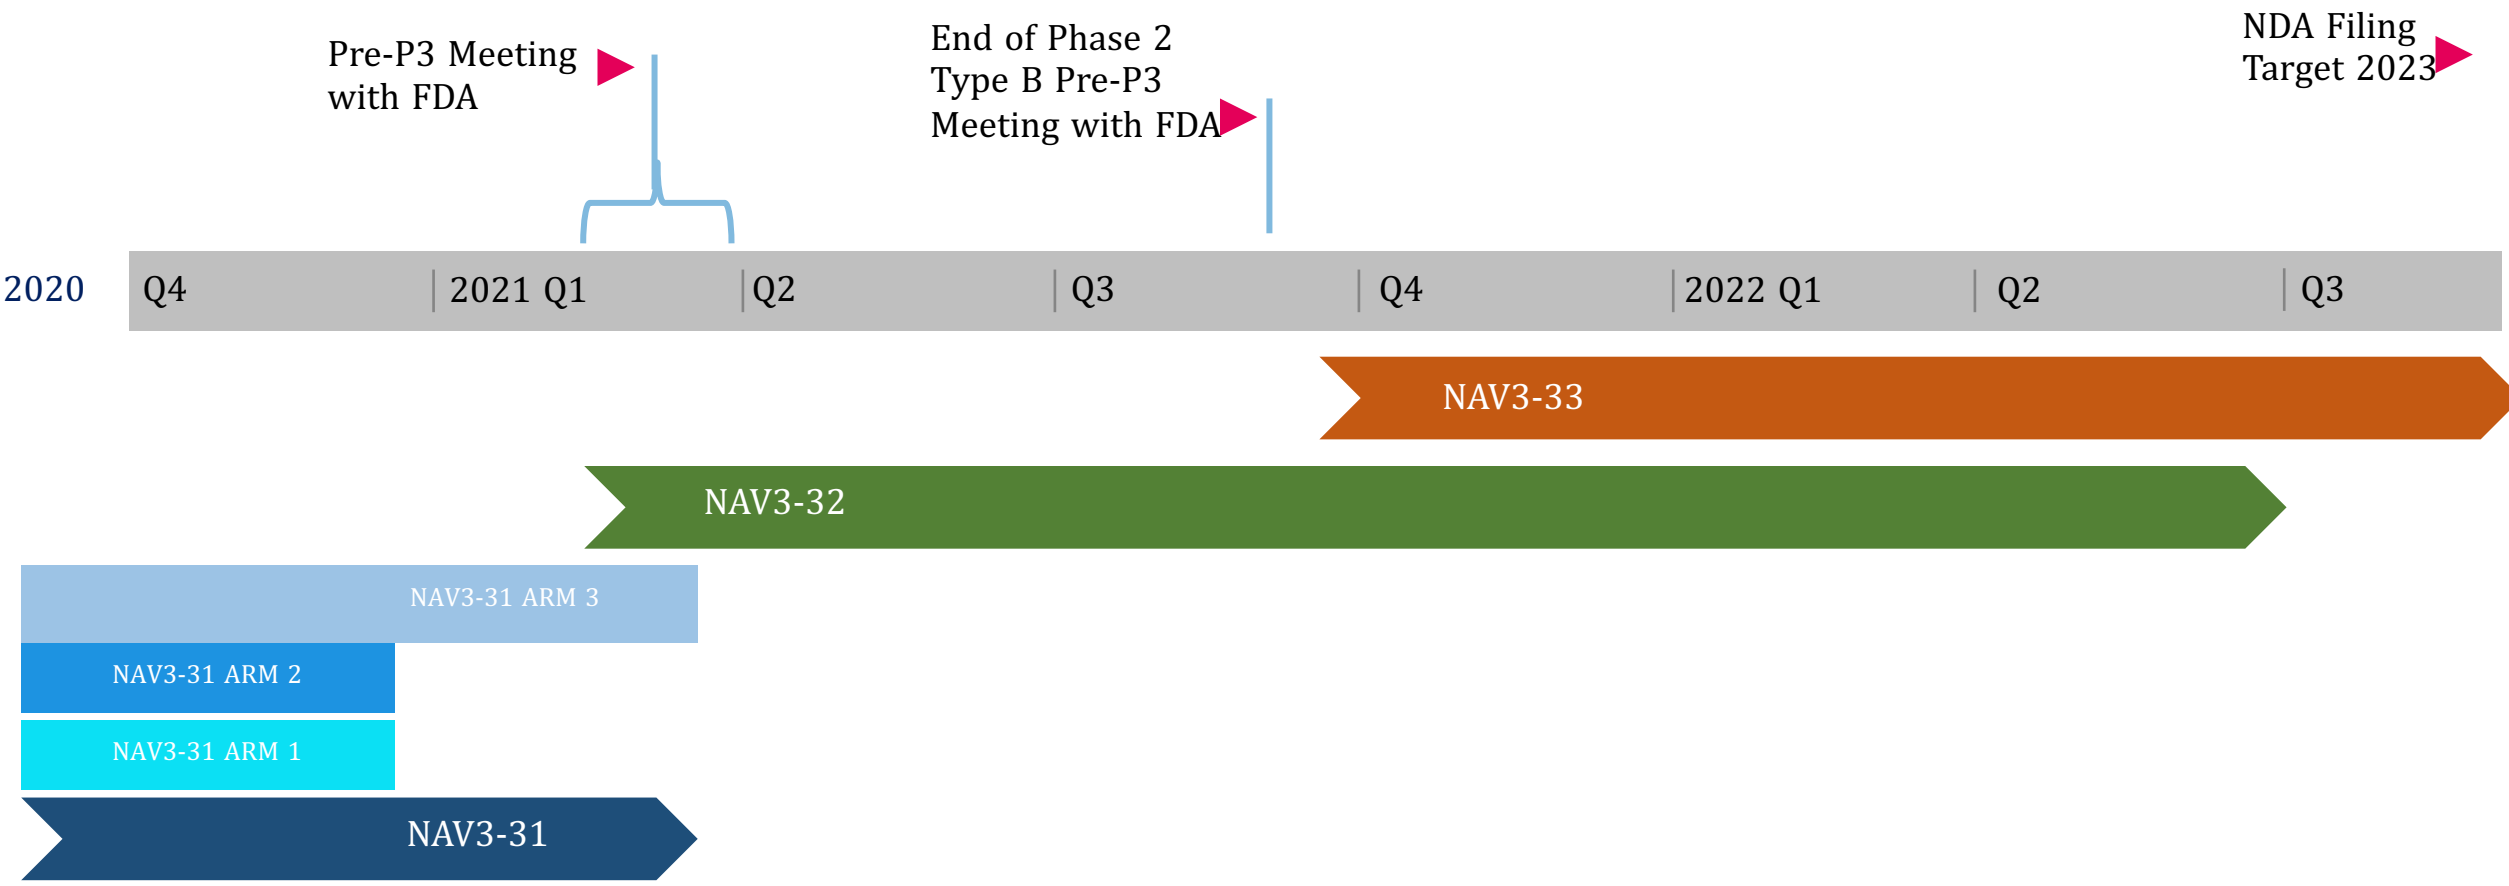 Pre-P3 Meeting
with FDA
End of Phase 2
Type B Pre-P3
Meeting with FDA
NDA Filing
Target 2023
2020 Q4 2021 Q1 Q2 Q3 Q4 2022 Q1 Q2 Q3
NAV3-33
NAV3-32
NAV3-31 ARM 3
NAV3-31 ARM 2
NAV3-31 ARM 1
NAV3-31